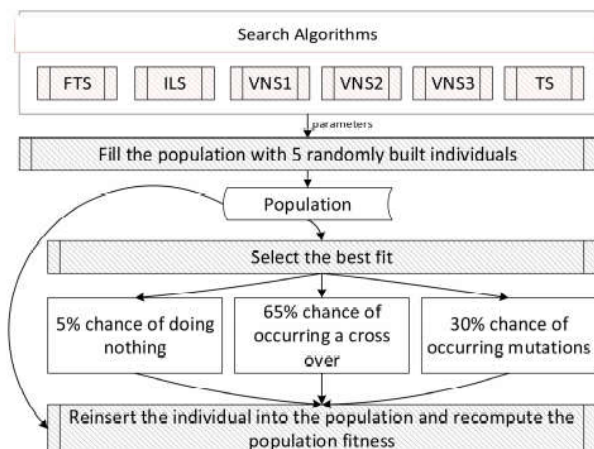 Search Algorithms
FTS
ILS
VNS1
VNS2
VNS3
TS
parameters
Fill the population with 5 randomly built individuals
Population
Select the best fit
5% chance of doing
nothing
65% chance of
occurring a cross
over
30% chance of
occurring mutations
Reinsert the individual into the population and recompute the
population fitness